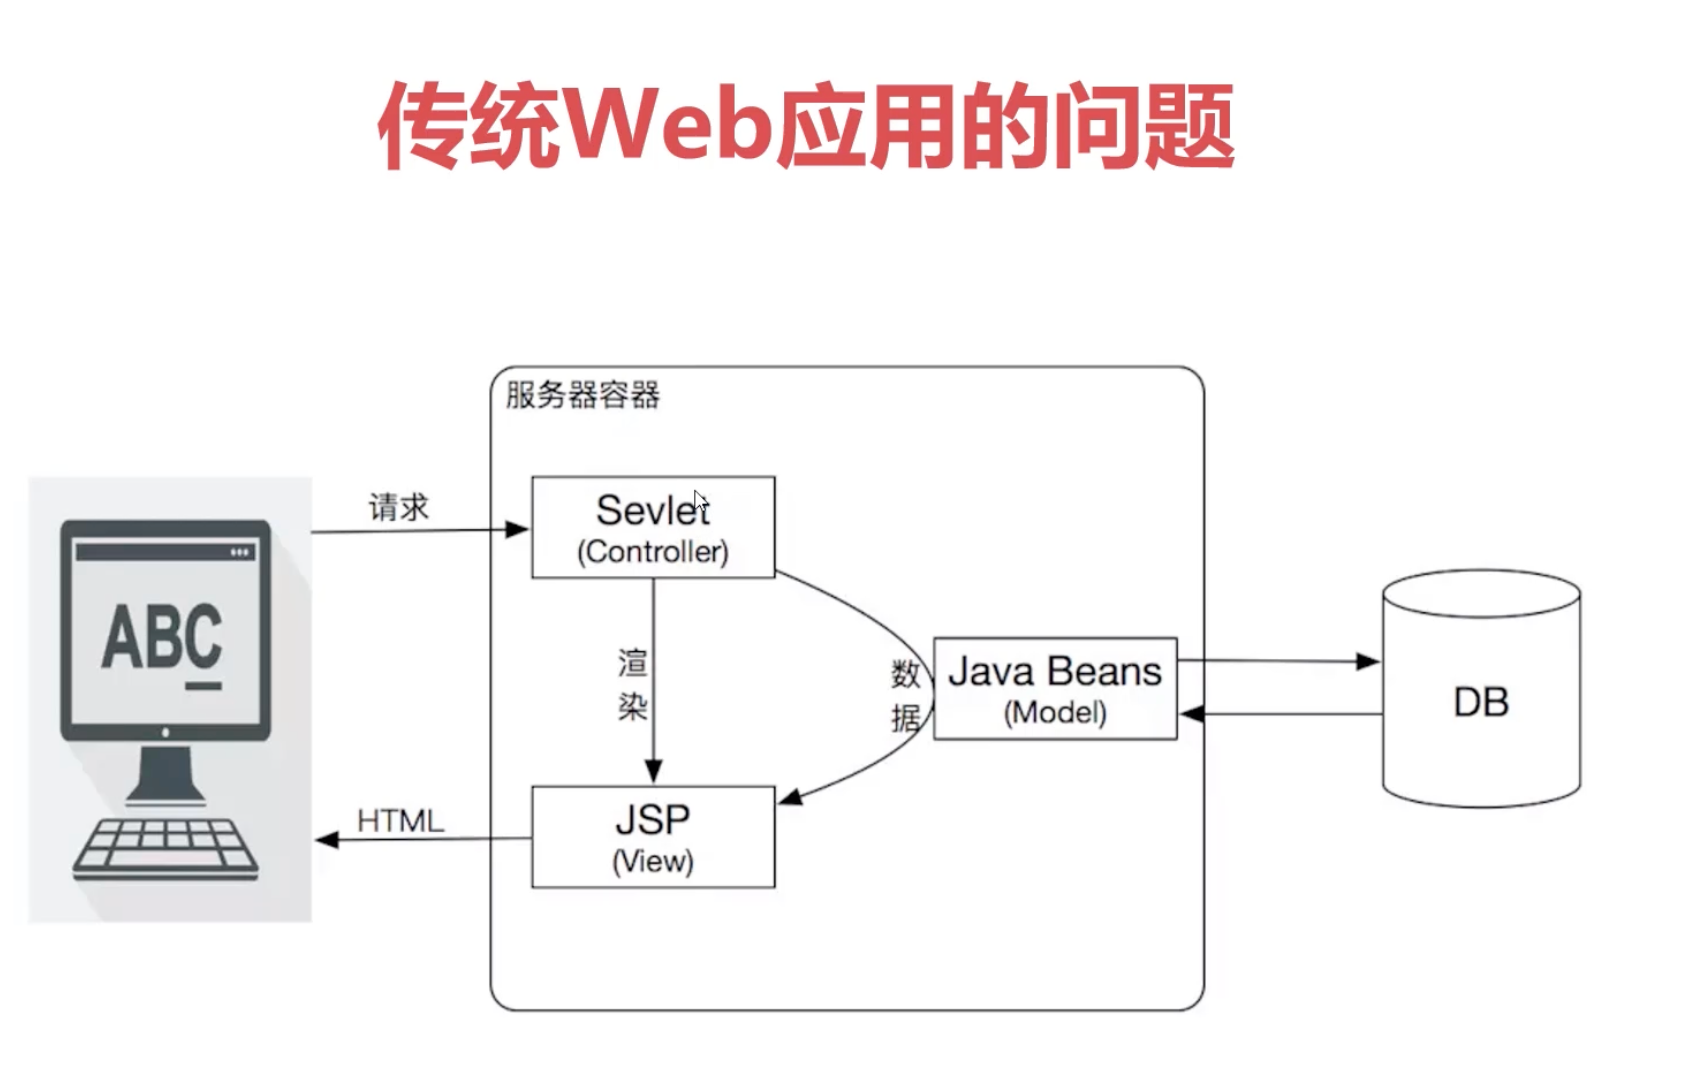 传统Web应用的问题
服务器容器
请求
Sevlet
(Controller)
ABC
渲
染
数
据
Java Beans
(Model)
DB
HTML
JSP
(View)